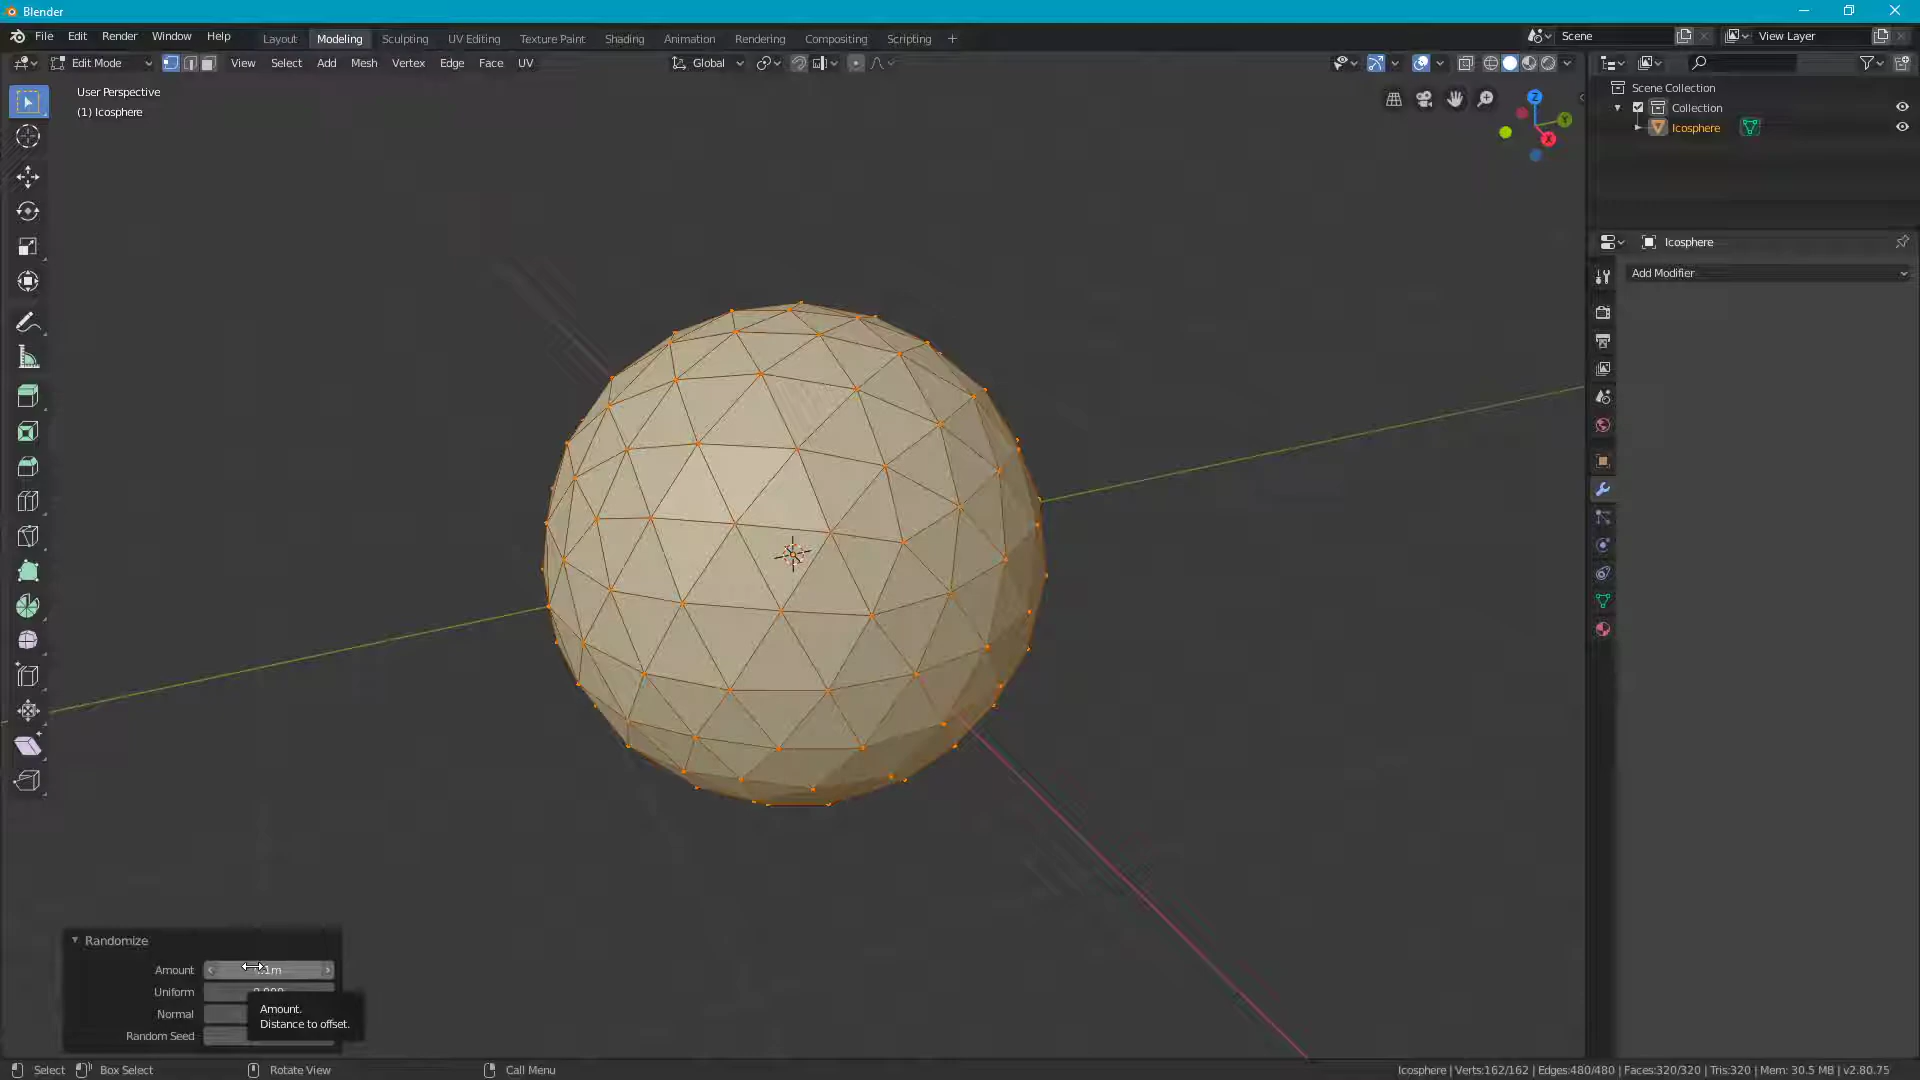 Blender
File Edit Render Window Help
Layout Modeling Sculpting UV Editing Texture Paint Shading Animation Rendering Compositing Scripting
Scene
View Layer
Edit Mode
View Select Add Mesh Vertex Edge Face UV
Global
User Perspective
(1) Icosphere
Z
Y
X
Scene Collection
Collection
Icosphere
Icosphere
Add Modifier
Randomize
Amount
Uniform
Normal
Random Seed
Amount.
Distance to offset.
Select Box Select Rotate View Call Menu
Icosphere | Verts:162/162 | Edges:480/480 | Faces:320/320 | Tris:320 | Mem: 30.5 MB | v2.80.75